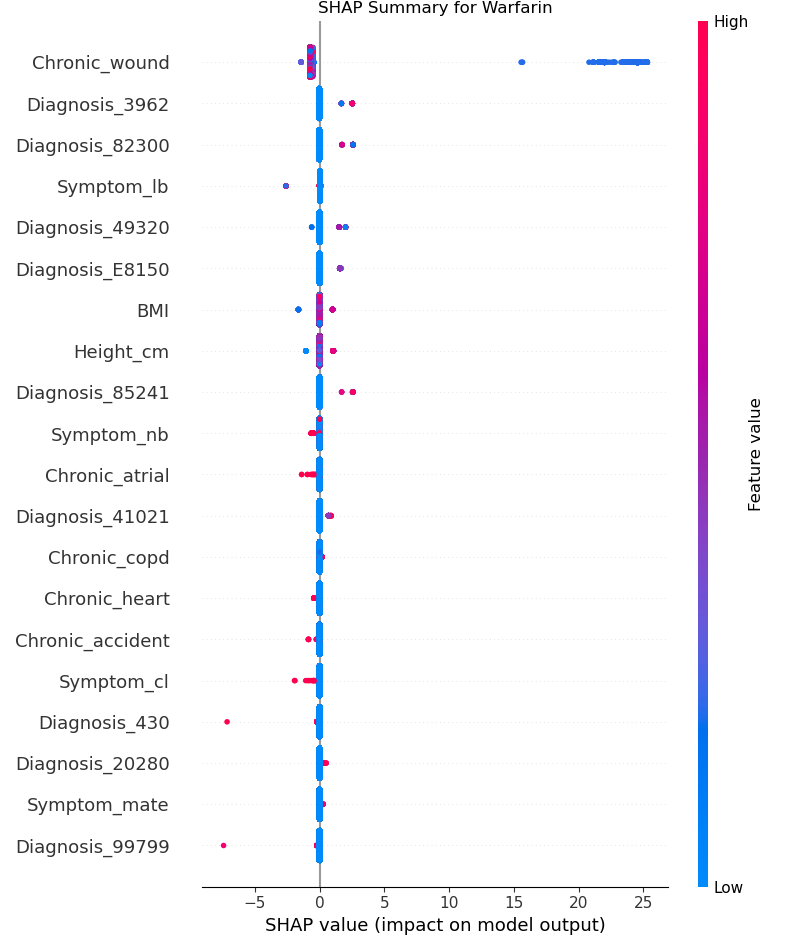 SHAP Summary for Warfarin
High
Chronic_wound
Diagnosis_3962
Diagnosis_82300
Symptom_lb
Diagnosis_49320
Diagnosis_E8150
BMI
Height_cm
Diagnosis_85241
Symptom_nb
Chronic_atrial
Diagnosis_41021
Chronic_copd
Chronic_heart
Chronic_accident
Symptom_cl
Diagnosis_430
Diagnosis_20280
Symptom_mate
Diagnosis_99799
Feature value
Low
−5 0 5 10 15 20 25
SHAP value (impact on model output)